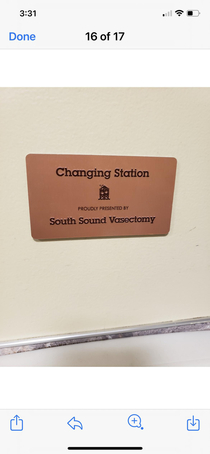 3:31
Done
16 of 17
Changing Station
PROUDLY PRESENTED BY
South Sound Vasectomy